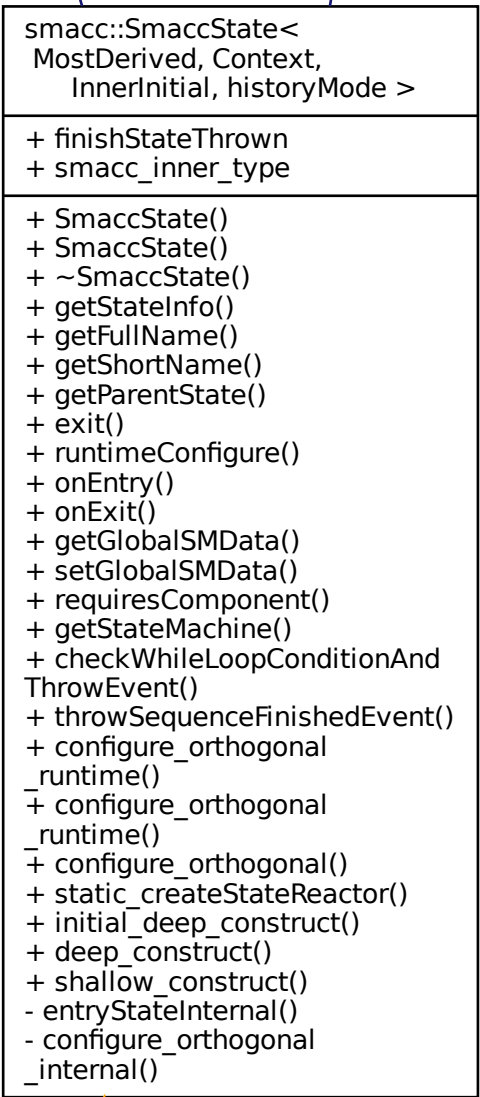 smacc::SmaccState<
MostDerived, Context,
InnerInitial, historyMode >
+ finishStateThrown
+ smacc_inner_type
+ SmaccState()
+ SmaccState()
+ ~SmaccState()
+ getStateInfo()
+ getFullName()
+ getShortName()
+ getParentState()
+ exit()
+ runtimeConfigure()
+ onEntry()
+ onExit()
+ getGlobalSMData()
+ setGlobalSMData()
+ requiresComponent()
+ getStateMachine()
+ checkWhileLoopConditionAnd
ThrowEvent()
+ throwSequenceFinishedEvent()
+ configure_orthogonal
_runtime()
+ configure_orthogonal
_runtime()
+ configure_orthogonal()
+ static_createStateReactor()
+ initial_deep_construct()
+ deep_construct()
+ shallow_construct()
- entryStateInternal()
- configure_orthogonal
_internal()